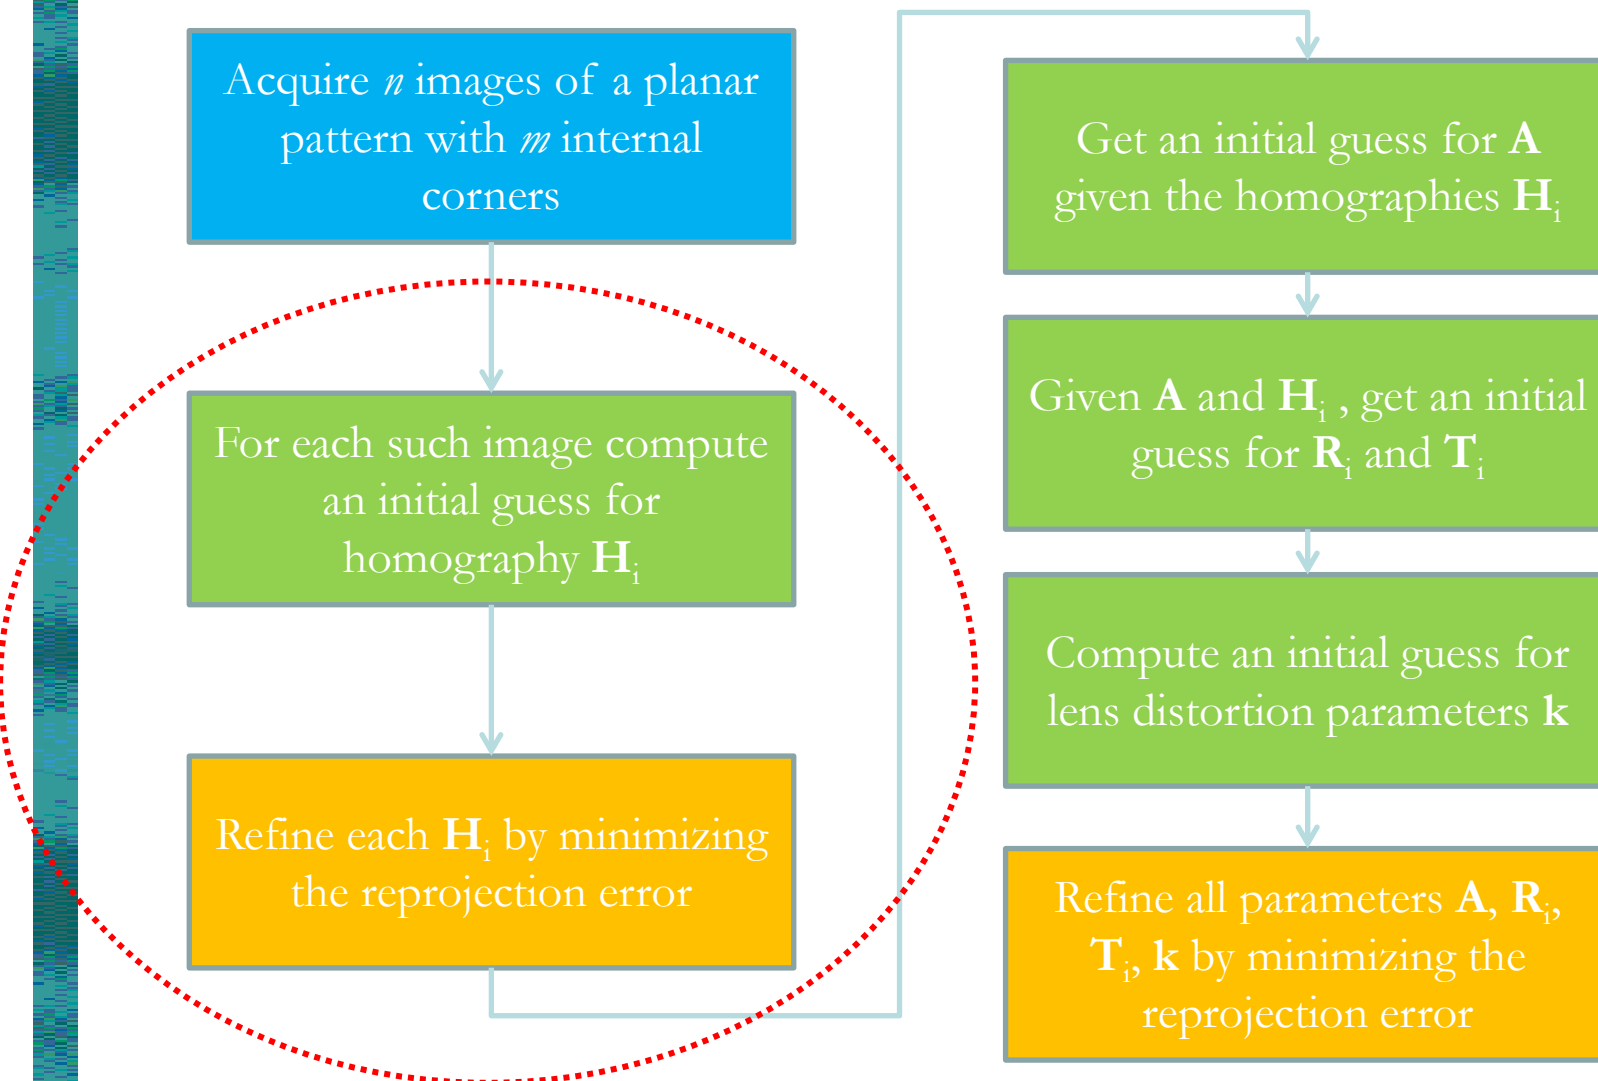 Acquire n images of a planar
pattern with m internal
corners
For each such image compute
an initial guess for
homography Hi
Refine each Hi by minimizing
the reprojection error
Get an initial guess for A
given the homographies Hi
Given A and Hi , get an initial
guess for Ri and Ti
Compute an initial guess for
lens distortion parameters k
Refine all parameters A, Ri,
Ti, k by minimizing the
reprojection error